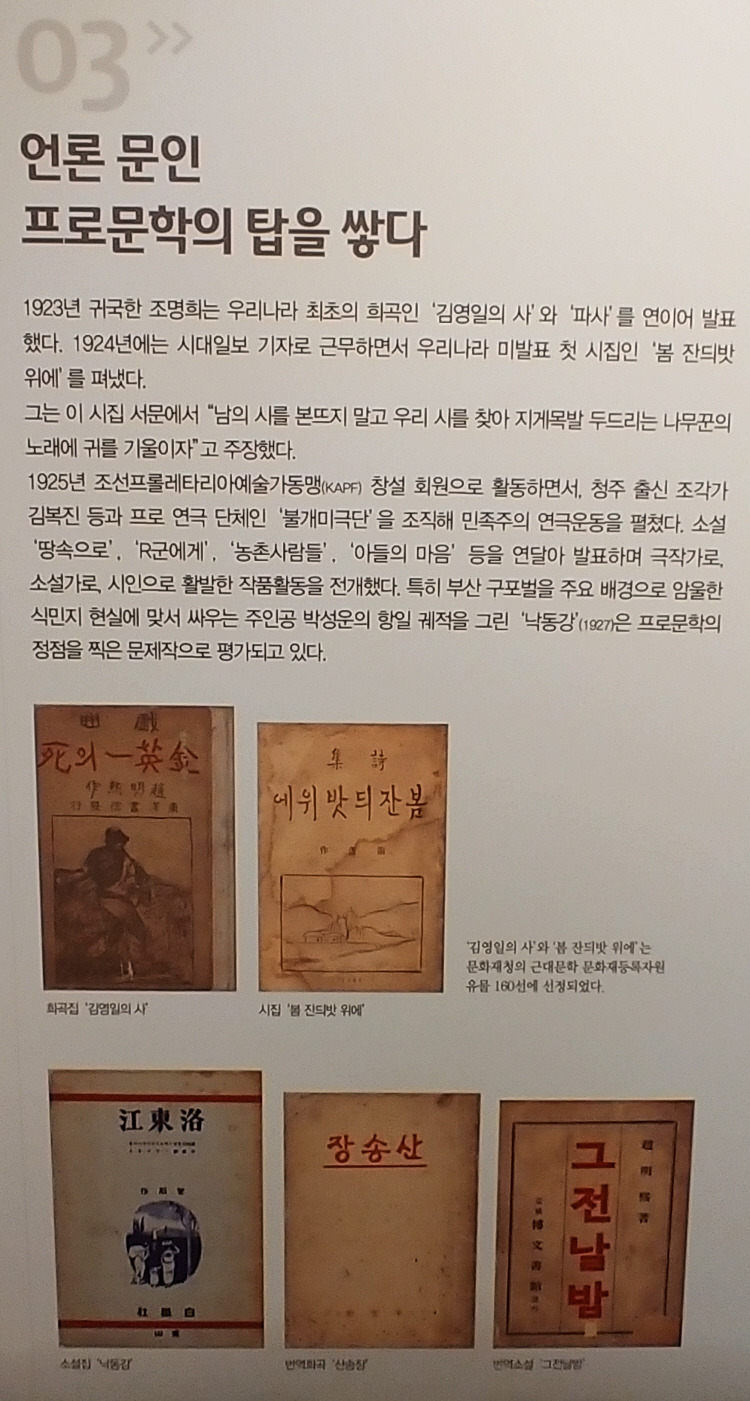 03 >>
언론 문인
프로문학의 탑을 쌓다
1923년 귀국한 조명희는 우리나라 최초의 희곡인 '김영일의 사'와 '파사'를 연이어 발표
했다. 1924년에는 시대일보 기자로 근무하면서 우리나라 미발표 첫 시집인 '봄 잔듸밧
위에'를 펴냈다.
그는 이 시집 서문에서 "남의 시를 본뜨지 말고 우리 시를 찾아 지게목발 두드리는 나무꾼의
노래에 귀를 기울이자"고 주장했다.
1925년 조선프롤레타리아예술가동맹(KAPF) 창설 회원으로 활동하면서, 청주 출신 조각가
김복진 등과 프로 연극 단체인 '불개미극단'을 조직해 민족주의 연극운동을 펼쳤다. 소설
'땅속으로', 'R군에게', '농촌사람들', '아들의 마음' 등을 연달아 발표하며 극작가로,
소설가로, 시인으로 활발한 작품활동을 전개했다. 특히 부산 구포벌을 주요 배경으로 암울한
식민지 현실에 맞서 싸우는 주인공 박성운의 항일 궤적을 그린 '낙동강'(1927)은 프로문학의
정점을 찍은 문제작으로 평가되고 있다.
曲 戱
死의一英金
作熙明趙
集 詩
에위밧듸잔봄
'김영일의 사'와 '봄 잔듸밧 위에'는
문화재청의 근대문학 문화재등록자원
유물 160선에 선정되었다.
희곡집 '김영일의 사'
시집 '봄 잔듸밧 위에'
江東洛
社風白
장송산
趙明熙著
그전날밤
博文書館
소설집 '낙동강'
번역희곡 '산송장'
번역소설 '그전날밤'